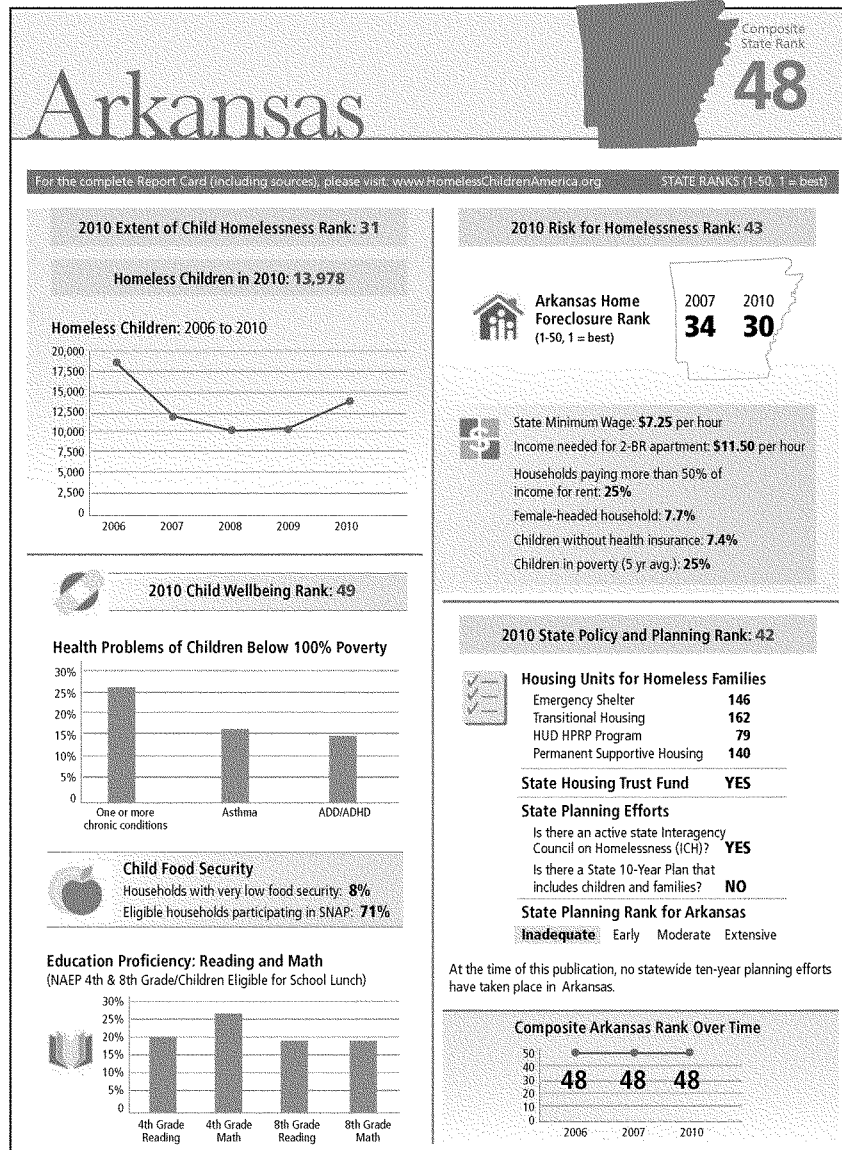 Arkansas
Composite
State Rank
48
For the complete Report Card (including sources), please visit: www.HomelessChildrenAmerica.org
STATE RANKS (1-50, 1 = best)
2010 Extent of Child Homelessness Rank: 31
Homeless Children in 2010: 13,978
Homeless Children: 2006 to 2010
20,000
17,500
15,000
12,500
10,000
7,500
5,000
2,500
0
2006 2007 2008 2009 2010
2010 Child Wellbeing Rank: 49
Health Problems of Children Below 100% Poverty
30%
25%
20%
15%
10%
5%
0
One or more
chronic conditions
Asthma
ADD/ADHD
Child Food Security
Households with very low food security: 8%
Eligible households participating in SNAP: 71%
Education Proficiency: Reading and Math
(NAEP 4th & 8th Grade/Children Eligible for School Lunch)
30%
25%
20%
15%
10%
5%
0
4th Grade
Reading
4th Grade
Math
8th Grade
Reading
8th Grade
Math
2010 Risk for Homelessness Rank: 43
Arkansas Home
Foreclosure Rank
(1-50, 1 = best)
2007 2010
34 30
$
State Minimum Wage: $7.25 per hour
Income needed for 2-BR apartment: $11.50 per hour
Households paying more than 50% of
income for rent: 25%
Female-headed household: 7.7%
Children without health insurance: 7.4%
Children in poverty (5 yr avg.): 25%
2010 State Policy and Planning Rank: 42
Housing Units for Homeless Families
Emergency Shelter 146
Transitional Housing 162
HUD HPRP Program 79
Permanent Supportive Housing 140
State Housing Trust Fund YES
State Planning Efforts
Is there an active state Interagency
Council on Homelessness (ICH)? YES
Is there a State 10-Year Plan that
includes children and families? NO
State Planning Rank for Arkansas
Inadequate Early Moderate Extensive
At the time of this publication, no statewide ten-year planning efforts
have taken place in Arkansas.
Composite Arkansas Rank Over Time
50
40
30
20
10
0
48 48 48
2006 2007 2010